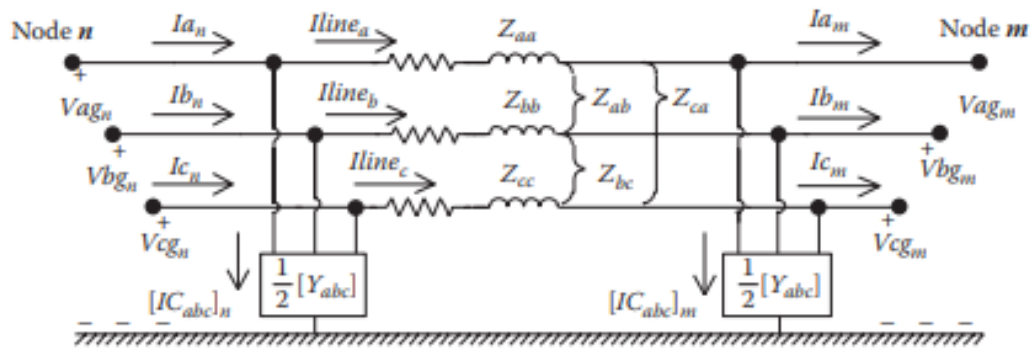 Node n Ia_n Iline_a Z_aa Ia_m Node m
+ Vag_n Ib_n Iline_b Z_bb Z_ab Z_ca Ib_m Vag_m
+ Vbg_n Ic_n Iline_c Z_cc Z_bc Ic_m + Vbg_m
+ Vcg_n + Vcg_m
[IC_abc]_n 1/2 [Y_abc] [IC_abc]_m 1/2 [Y_abc]
− − − − − −